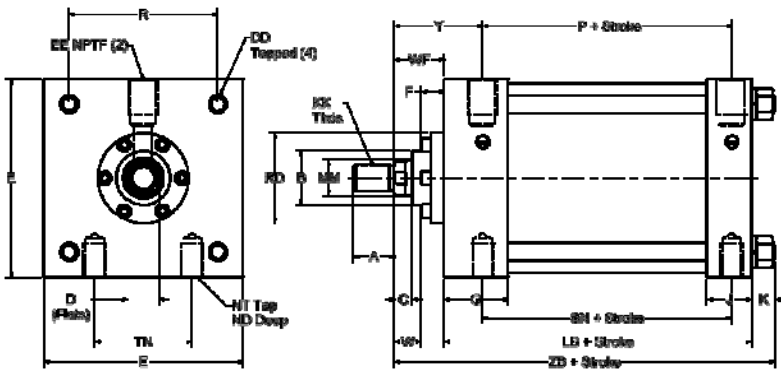 R
Y
P + Stroke
EE NPTF (2)
DD
Tapped (4)
WF
F
KK
Thds
E
RD
B
MM
A
C
G
J
K
D
(Flats)
NT Tap
ND Deep
SN + Stroke
TN
W
LB + Stroke
E
ZB + Stroke